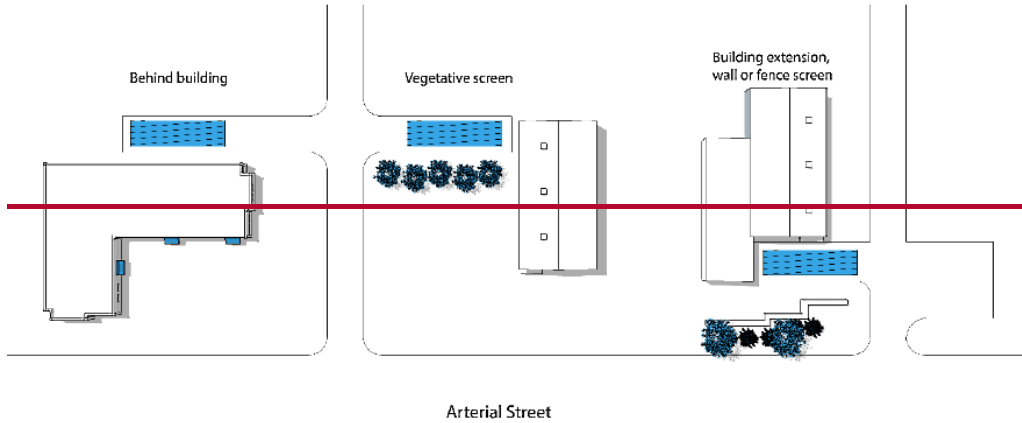 Behind building
Vegetative screen
Building extension,
wall or fence screen
Arterial Street